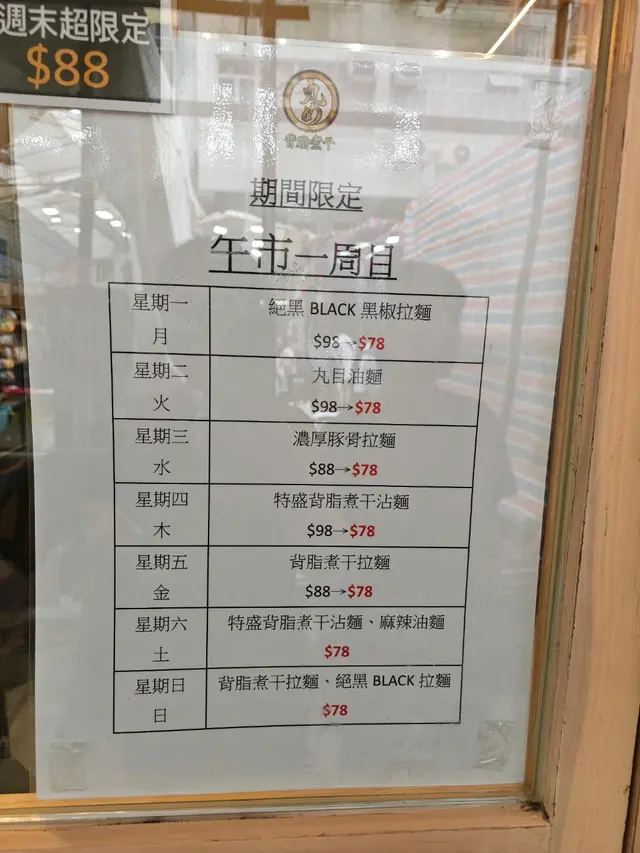 週末超限定
$88
背脂煮干
期間限定
午市一周目
星期一
月
絕黑 BLACK 黑椒拉麵
$98→$78
星期二
火
丸目油麵
$98→$78
星期三
水
濃厚豚骨拉麵
$88→$78
星期四
木
特盛背脂煮干沾麵
$98→$78
星期五
金
背脂煮干拉麵
$88→$78
星期六
土
特盛背脂煮干沾麵、麻辣油麵
$78
星期日
日
背脂煮干拉麵、絕黑 BLACK 拉麵
$78